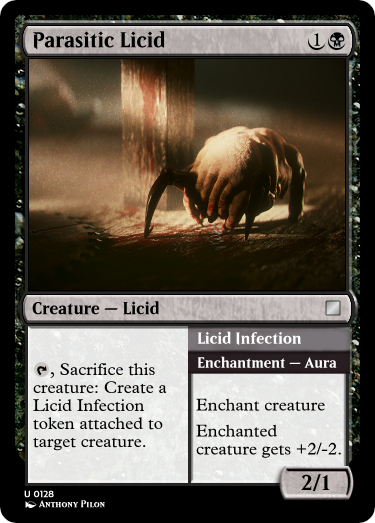 Parasitic Licid
1
Creature — Licid
, Sacrifice this
creature: Create a
Licid Infection
token attached to
target creature.
Licid Infection
Enchantment — Aura
Enchant creature
Enchanted
creature gets +2/-2.
2/1
U 0128
Anthony Pilon